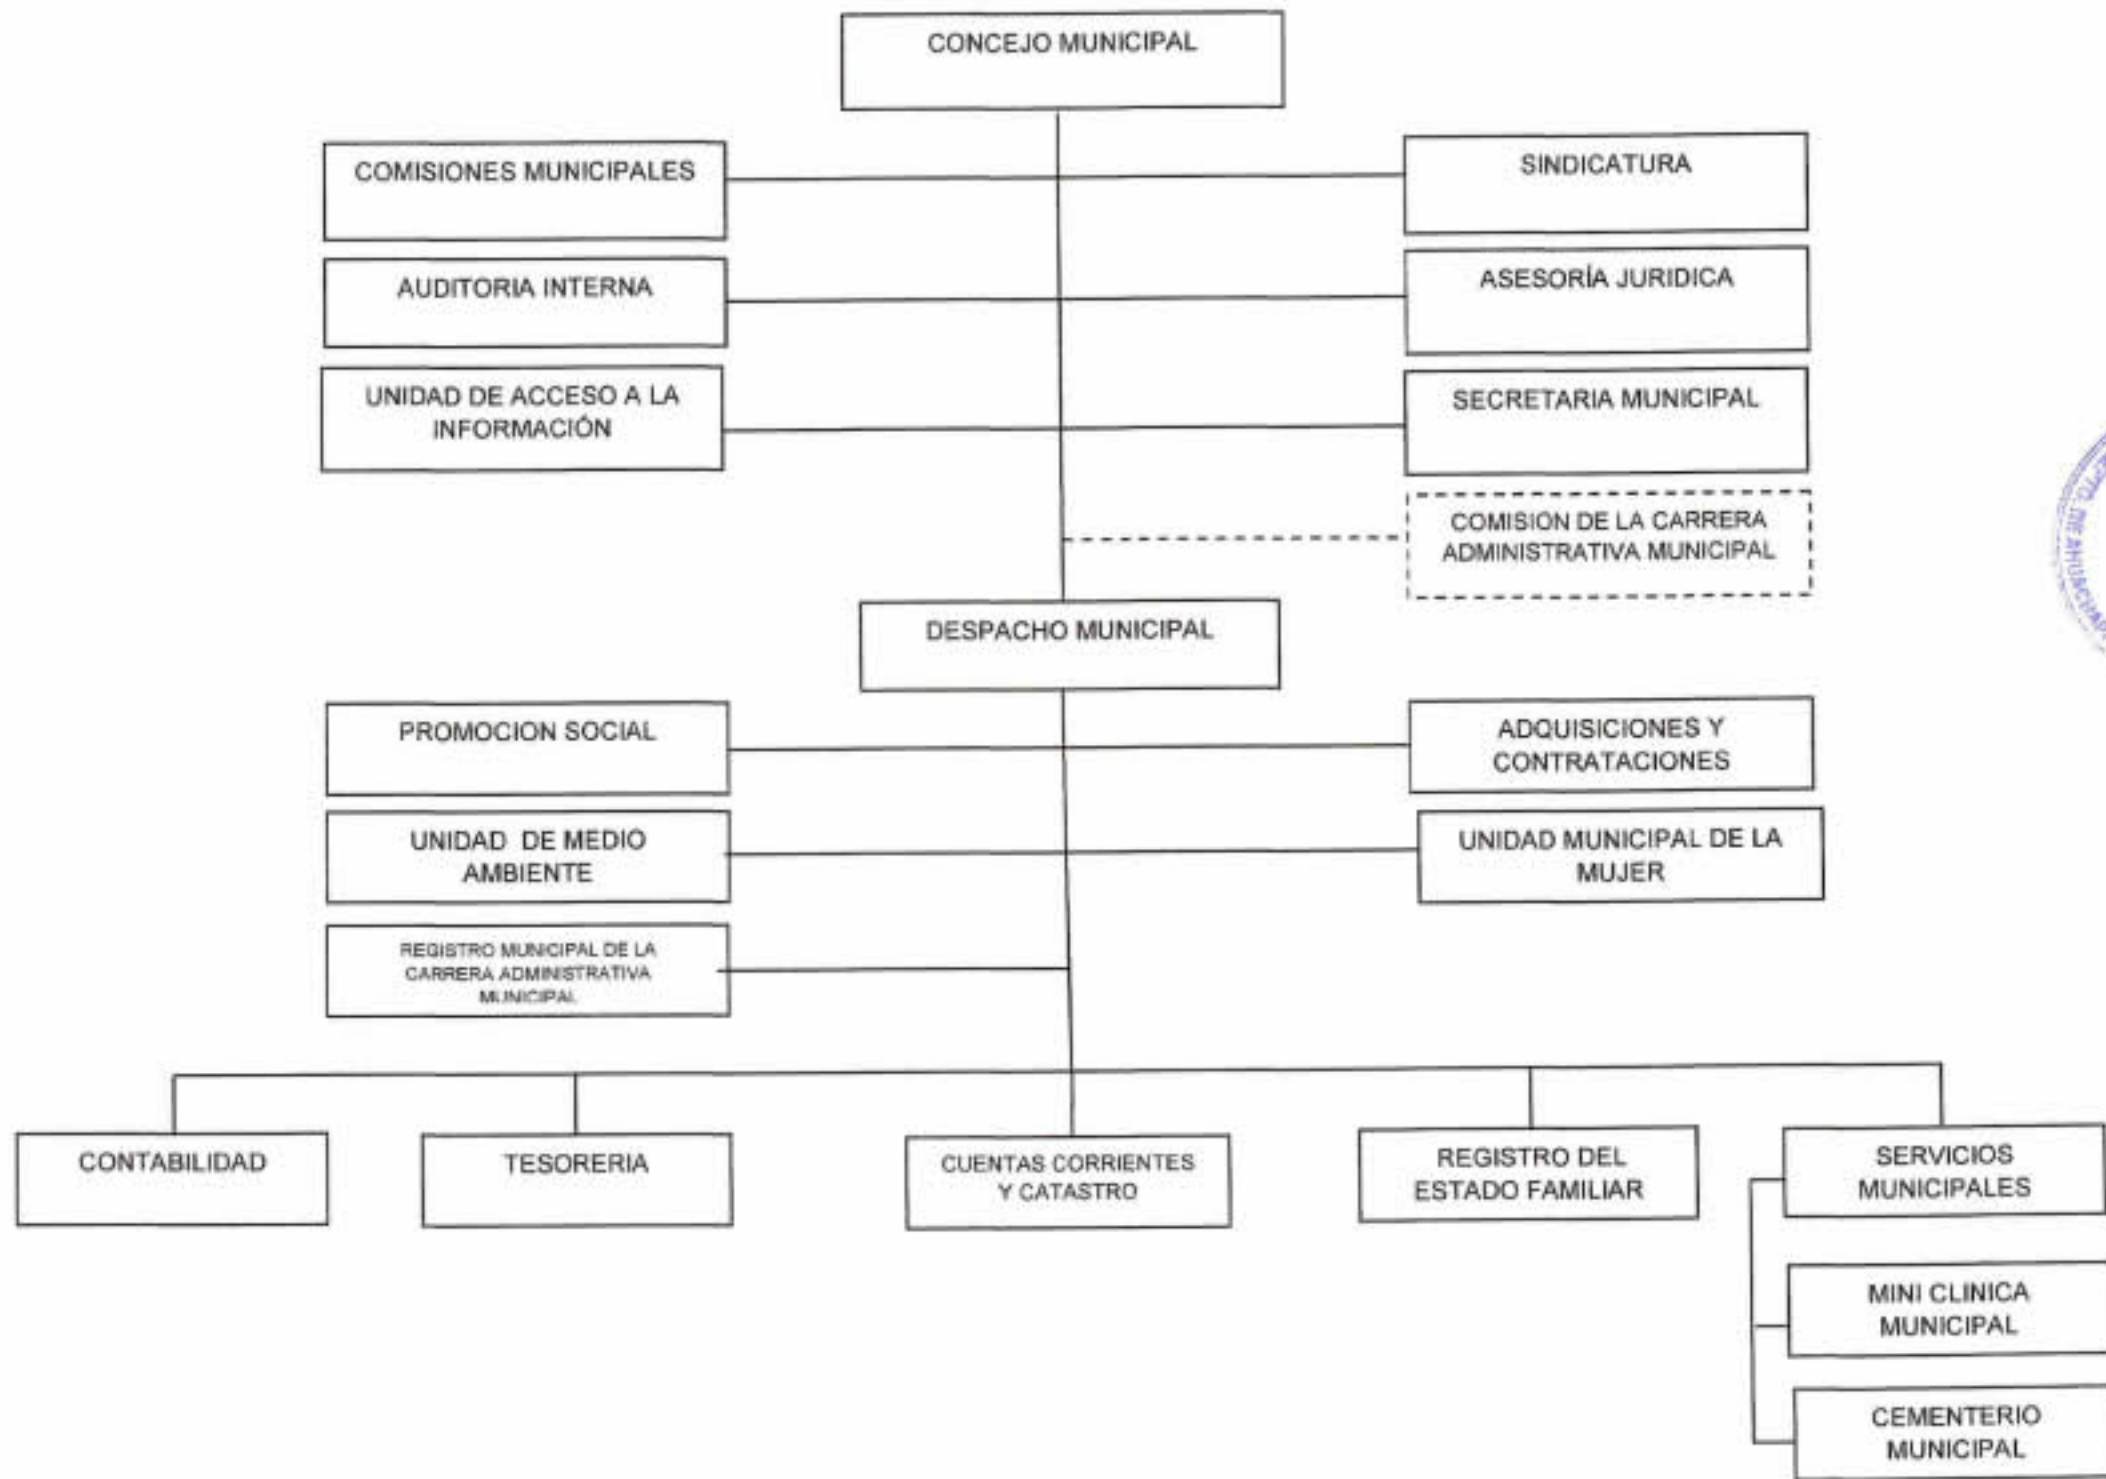 CONCEJO MUNICIPAL
COMISIONES MUNICIPALES
SINDICATURA
AUDITORIA INTERNA
ASESORÍA JURIDICA
UNIDAD DE ACCESO A LA
INFORMACIÓN
SECRETARIA MUNICIPAL
COMISION DE LA CARRERA
ADMINISTRATIVA MUNICIPAL
DESPACHO MUNICIPAL
PROMOCION SOCIAL
ADQUISICIONES Y
CONTRATACIONES
UNIDAD DE MEDIO
AMBIENTE
UNIDAD MUNICIPAL DE LA
MUJER
REGISTRO MUNICIPAL DE LA
CARRERA ADMINISTRATIVA
MUNICIPAL
CONTABILIDAD
TESORERIA
CUENTAS CORRIENTES
Y CATASTRO
REGISTRO DEL
ESTADO FAMILIAR
SERVICIOS
MUNICIPALES
MINI CLINICA
MUNICIPAL
CEMENTERIO
MUNICIPAL